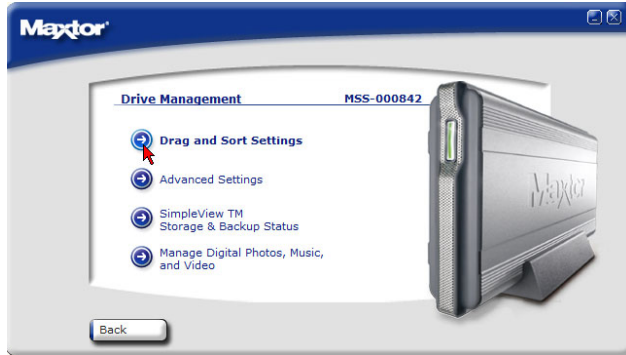 Maxtor
Drive Management MSS-000842
Drag and Sort Settings
Advanced Settings
SimpleView TM
Storage & Backup Status
Manage Digital Photos, Music,
and Video
Maxtor
Back